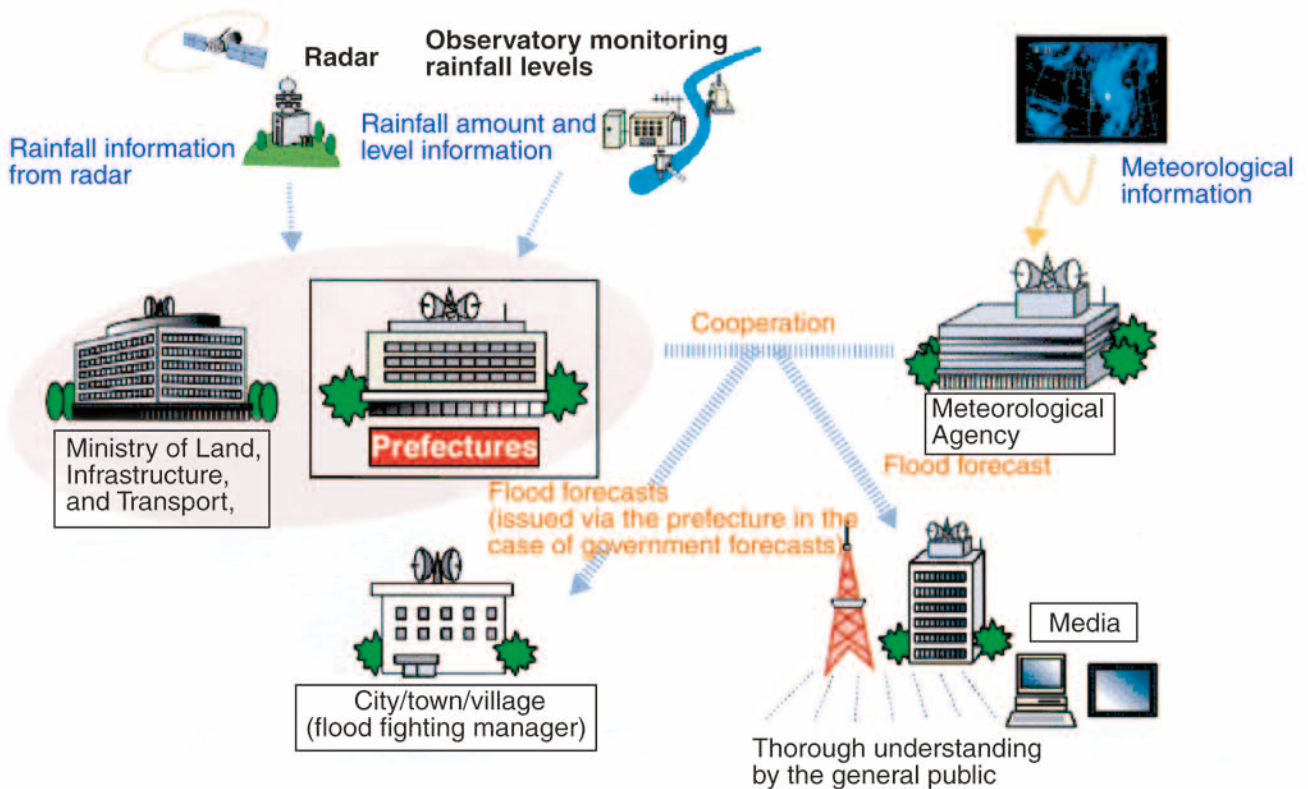 Radar
Observatory monitoring
rainfall levels
Rainfall information
from radar
Rainfall amount and
level information
Meteorological
information
Cooperation
Ministry of Land,
Infrastructure,
and Transport,
Prefectures
Meteorological
Agency
Flood forecasts
(issued via the prefecture in the
case of government forecasts)
Flood forecast
City/town/village
(flood fighting manager)
Media
Thorough understanding
by the general public